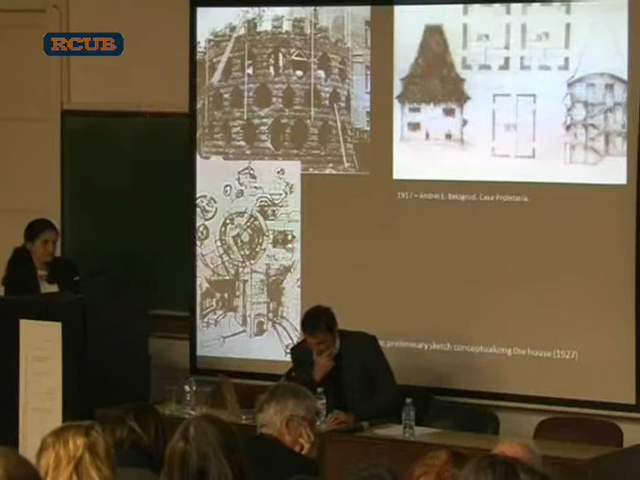 RCUB
1917 – Andrei E. Belogrud. Casa Proletaria.
preliminary sketch conceptualizing the house (1927)